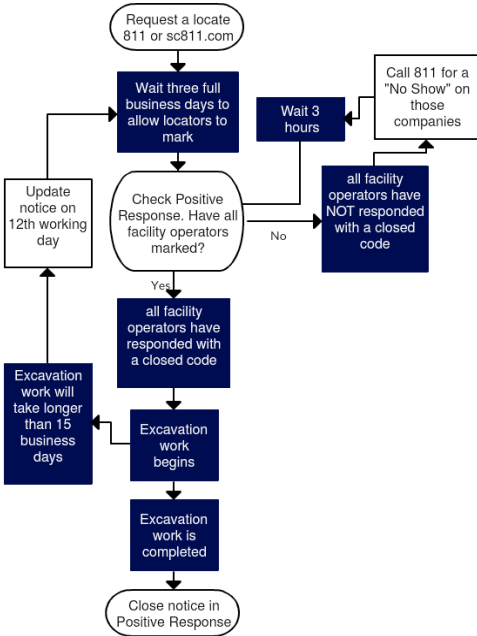 Request a locate
811 or sc811.com
Wait three full
business days to
allow locators to
mark
Wait 3
hours
Call 811 for a
"No Show" on
those
companies
Update
notice on
12th working
day
Check Positive
Response. Have all
facility operators
marked?
No
all facility
operators have
NOT responded
with a closed
code
Yes
all facility
operators have
responded with
a closed code
Excavation
work will
take longer
than 15
business
days
Excavation
work
begins
Excavation
work is
completed
Close notice in
Positive Response